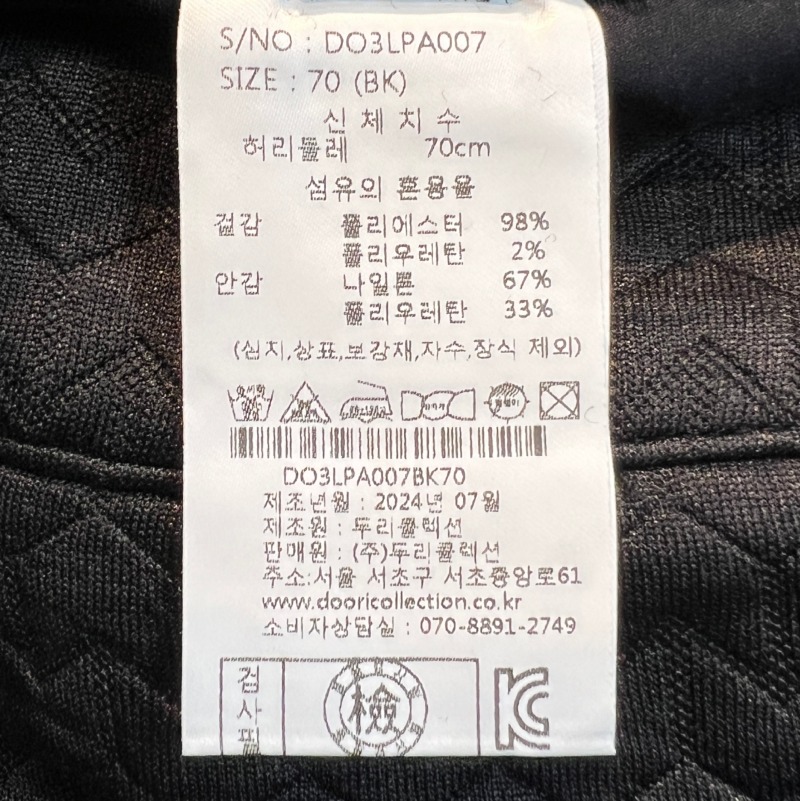 S/NO : DO3LPA007
SIZE : 70 (BK)
신 체 치 수
허리둘레 70cm
섬유의 혼용율
겉감 폴리에스터 98%
폴리우레탄 2%
안감 나일론 67%
폴리우레탄 33%
(심지,상표,보강재,자수,장식 제외)
DO3LPA007BK70
제조년월 : 2024년 07월
제조원 : 두리콜렉션
판매원 : (주)두리콜렉션
주소:서울 서초구 서초중앙로61
www.dooricollection.co.kr
소비자상담실 : 070-8891-2749
검사필
檢
KC